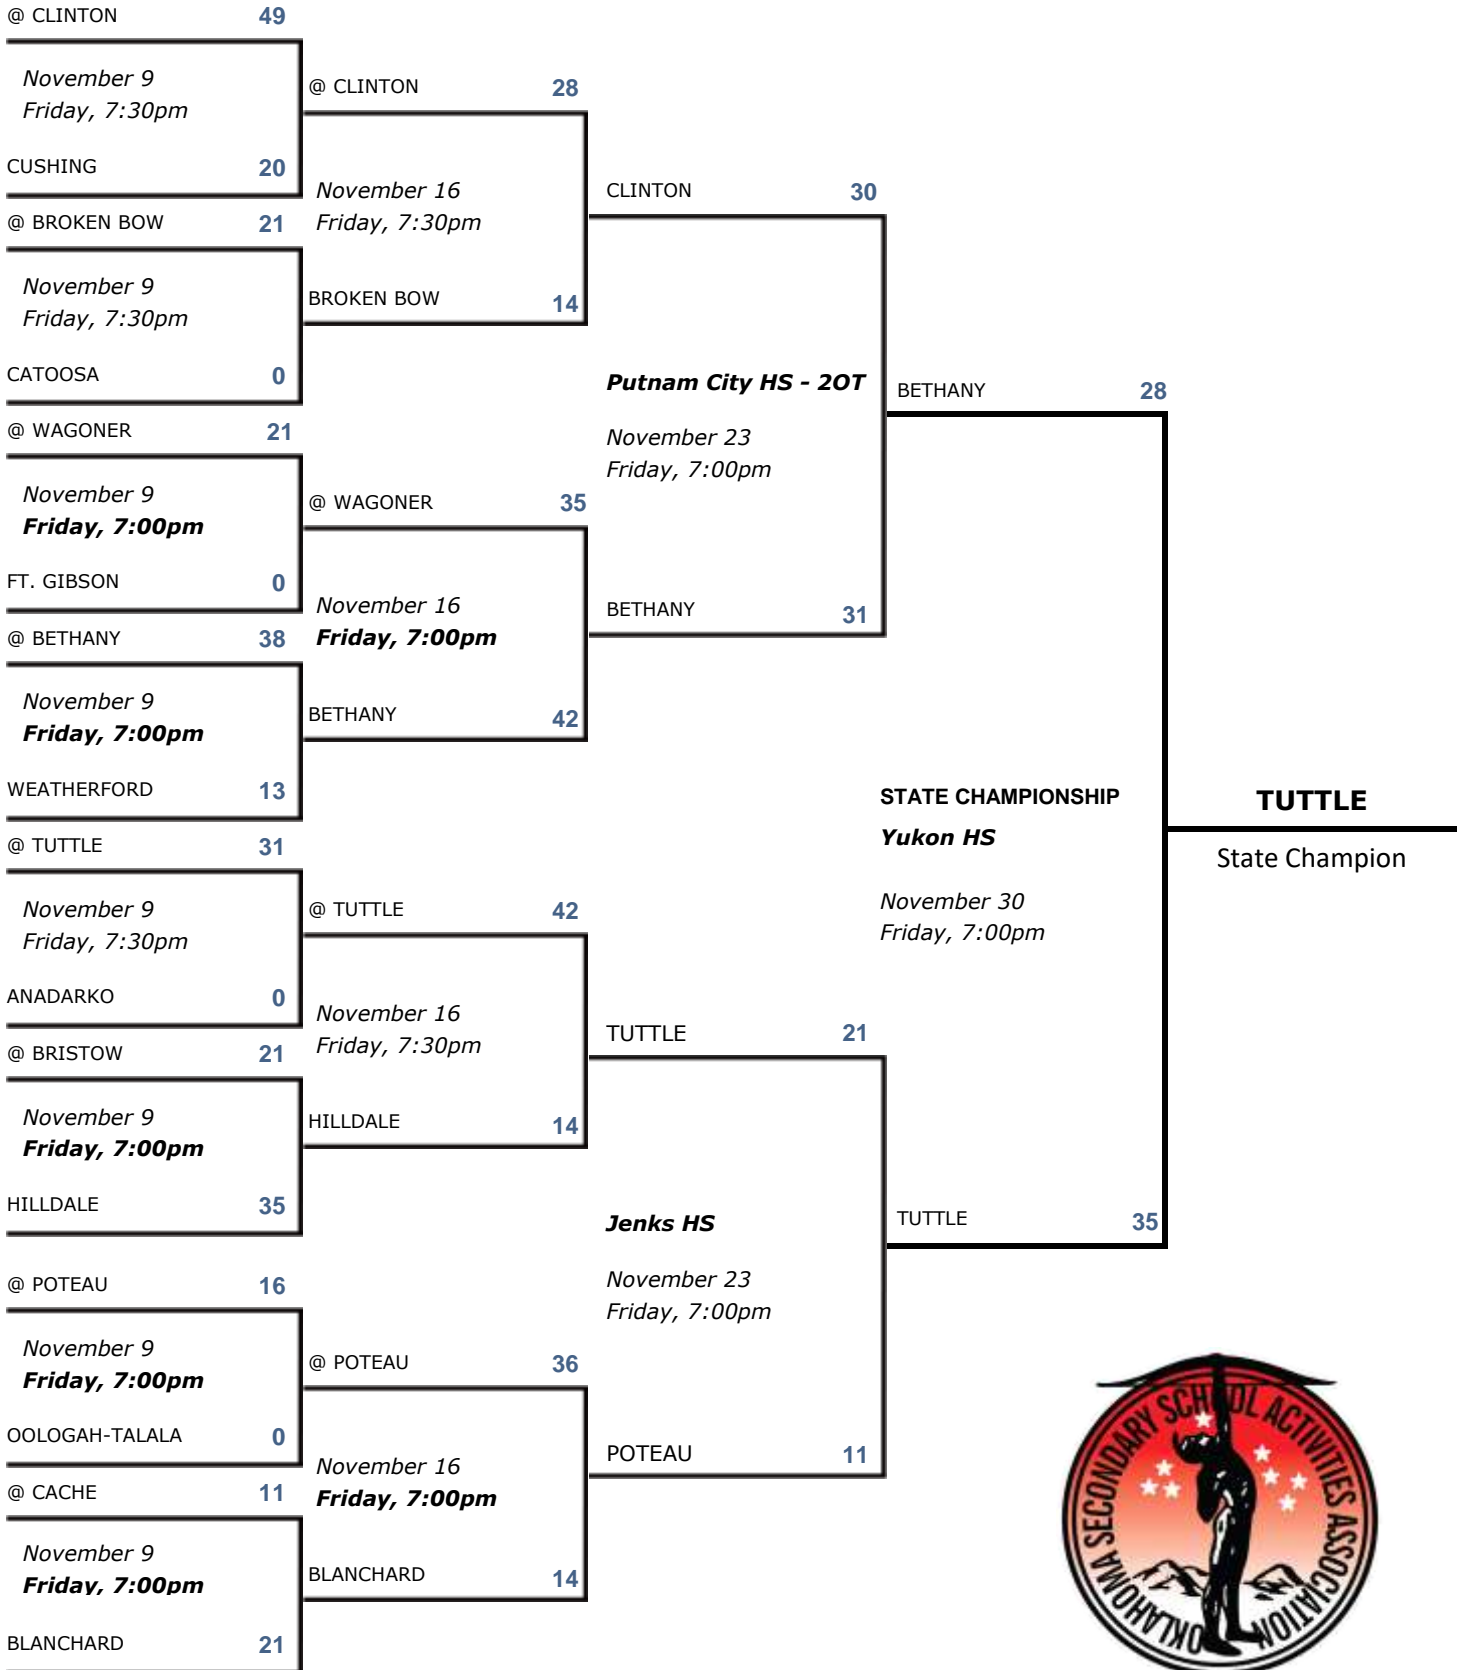 @ CLINTON 49
November 9
Friday, 7:30pm
CUSHING 20
@ BROKEN BOW 21
November 9
Friday, 7:30pm
CATOOSA 0
@ WAGONER 21
November 9
Friday, 7:00pm
FT. GIBSON 0
@ BETHANY 38
November 9
Friday, 7:00pm
WEATHERFORD 13
@ TUTTLE 31
November 9
Friday, 7:30pm
ANADARKO 0
@ BRISTOW 21
November 9
Friday, 7:00pm
HILLDALE 35
@ POTEAU 16
November 9
Friday, 7:00pm
OOLOGAH-TALALA 0
@ CACHE 11
November 9
Friday, 7:00pm
BLANCHARD 21
@ CLINTON 28
November 16
Friday, 7:30pm
BROKEN BOW 14
@ WAGONER 35
November 16
Friday, 7:00pm
BETHANY 42
@ TUTTLE 42
November 16
Friday, 7:30pm
HILLDALE 14
@ POTEAU 36
November 16
Friday, 7:00pm
BLANCHARD 14
CLINTON 30
Putnam City HS - 2OT
November 23
Friday, 7:00pm
BETHANY 31
TUTTLE 21
Jenks HS
November 23
Friday, 7:00pm
POTEAU 11
BETHANY 28
STATE CHAMPIONSHIP
Yukon HS
November 30
Friday, 7:00pm
TUTTLE 35
TUTTLE
State Champion
OKLAHOMA SECONDARY SCHOOL ACTIVITIES ASSOCIATION